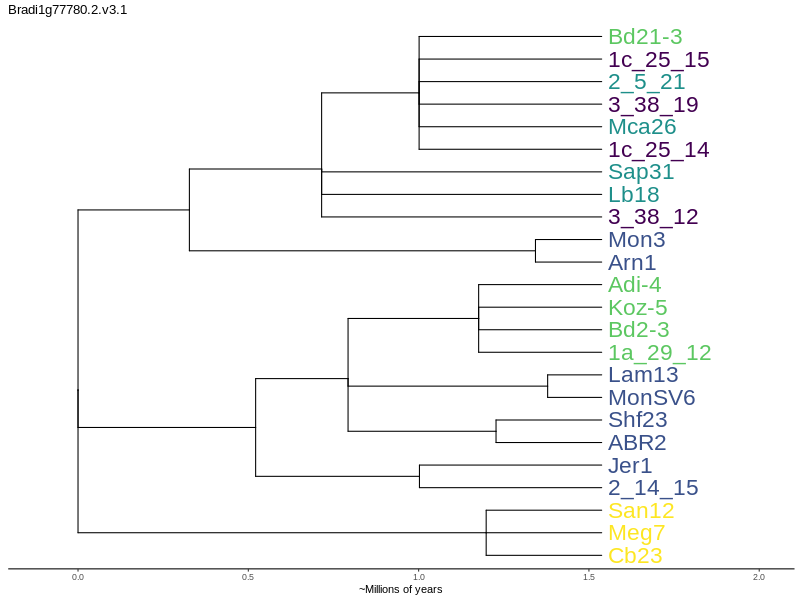 Bradi1g77780.2.v3.1
Bd21-3
1c_25_15
2_5_21
3_38_19
Mca26
1c_25_14
Sap31
Lb18
3_38_12
Mon3
Arn1
Adi-4
Koz-5
Bd2-3
1a_29_12
Lam13
MonSV6
Shf23
ABR2
Jer1
2_14_15
San12
Meg7
Cb23
0.0 0.5 1.0 1.5 2.0
~Millions of years